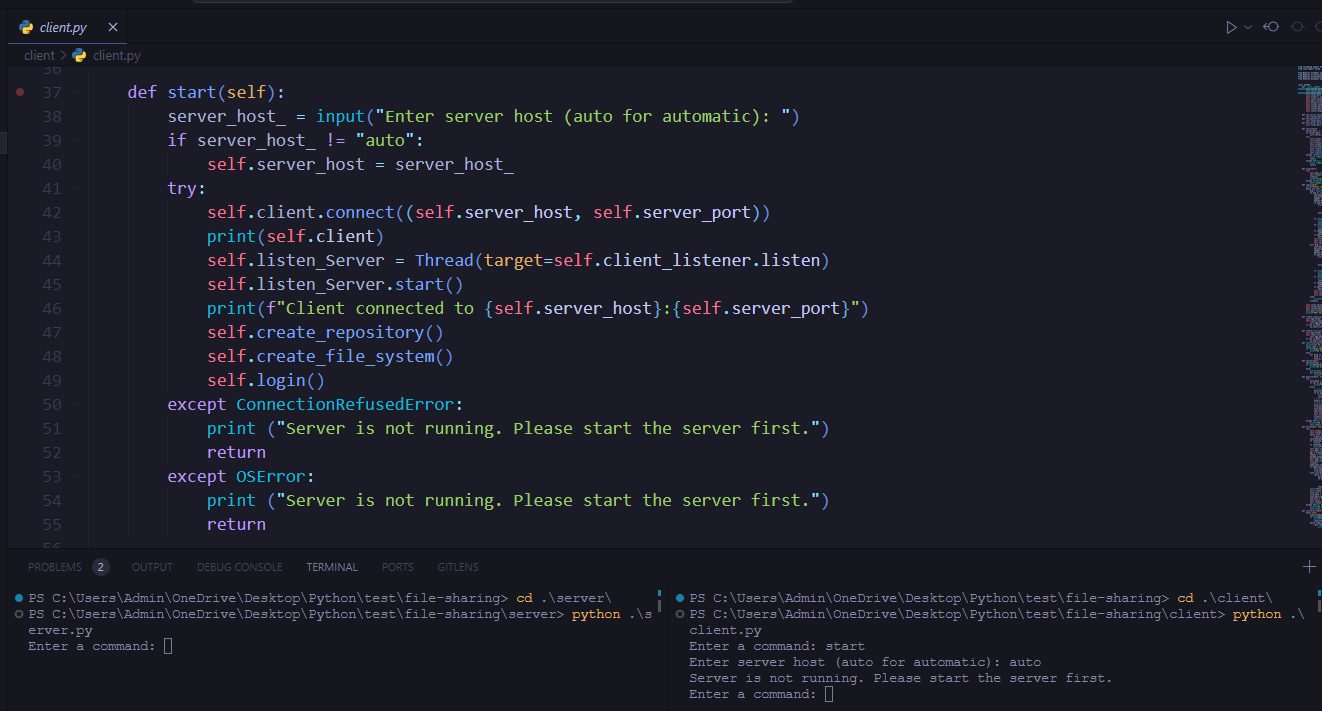 client.py
client > client.py
36
37 def start(self):
38 server_host_ = input("Enter server host (auto for automatic): ")
39 if server_host_ != "auto":
40 self.server_host = server_host_
41 try:
42 self.client.connect((self.server_host, self.server_port))
43 print(self.client)
44 self.listen_Server = Thread(target=self.client_listener.listen)
45 self.listen_Server.start()
46 print(f"Client connected to {self.server_host}:{self.server_port}")
47 self.create_repository()
48 self.create_file_system()
49 self.login()
50 except ConnectionRefusedError:
51 print ("Server is not running. Please start the server first.")
52 return
53 except OSError:
54 print ("Server is not running. Please start the server first.")
55 return
56
PROBLEMS 2 OUTPUT DEBUG CONSOLE TERMINAL PORTS GITLENS
PS C:\Users\Admin\OneDrive\Desktop\Python\test\file-sharing> cd .\server\
PS C:\Users\Admin\OneDrive\Desktop\Python\test\file-sharing\server> python .\s
erver.py
Enter a command:
PS C:\Users\Admin\OneDrive\Desktop\Python\test\file-sharing> cd .\client\
PS C:\Users\Admin\OneDrive\Desktop\Python\test\file-sharing\client> python .\
client.py
Enter a command: start
Enter server host (auto for automatic): auto
Server is not running. Please start the server first.
Enter a command: